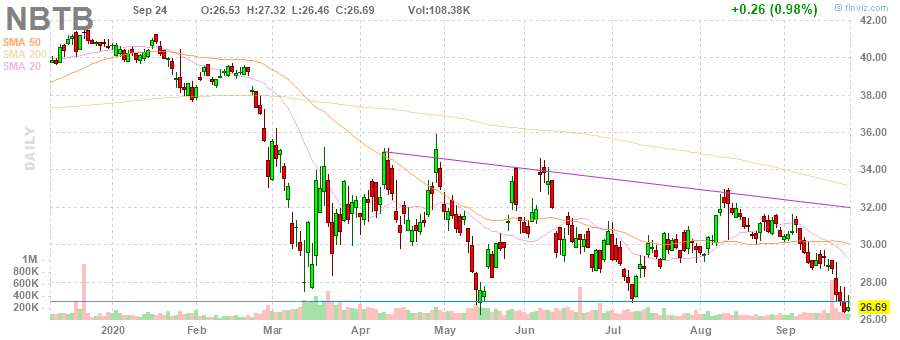 NBTB Sep 24 O:26.53 H:27.32 L:26.46 C:26.69 Vol:108.38K +0.26 (0.98%) finviz.com
SMA 50
SMA 200
SMA 20
DAILY
42.00
40.00
38.00
36.00
34.00
32.00
30.00
28.00
26.69
26.00
1M
800K
600K
400K
200K
2020 Feb Mar Apr May Jun Jul Aug Sep